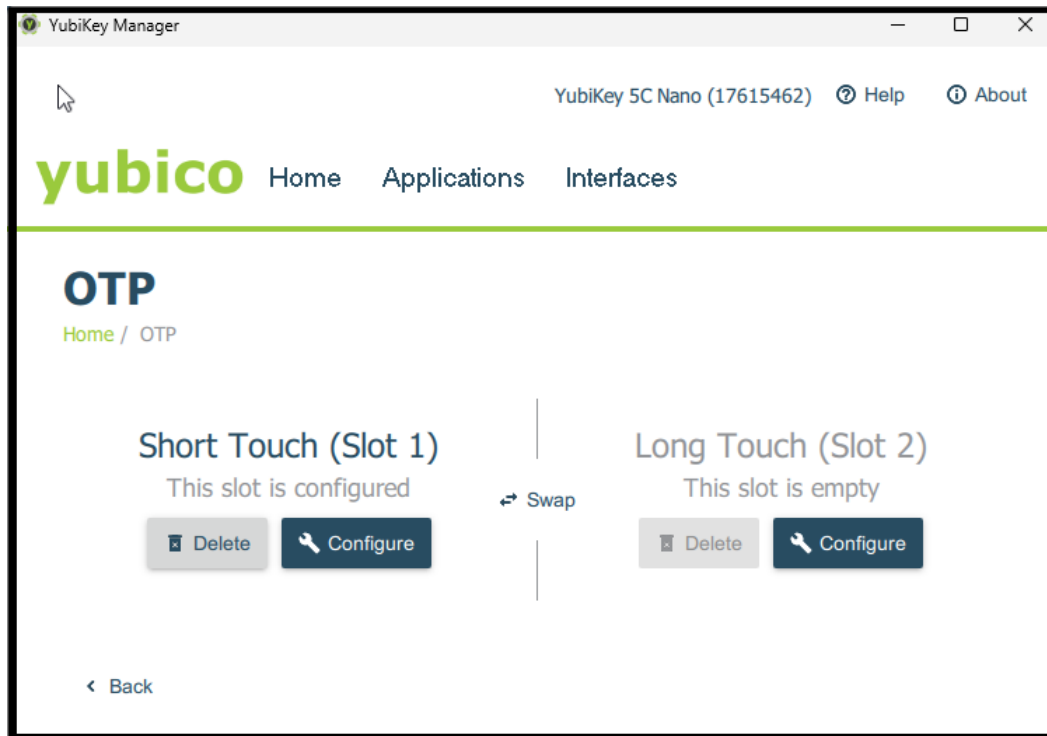 YubiKey Manager
YubiKey 5C Nano (17615462) Help About
yubico Home Applications Interfaces
OTP
Home / OTP
Short Touch (Slot 1)
This slot is configured
Delete Configure
Swap
Long Touch (Slot 2)
This slot is empty
Delete Configure
Back